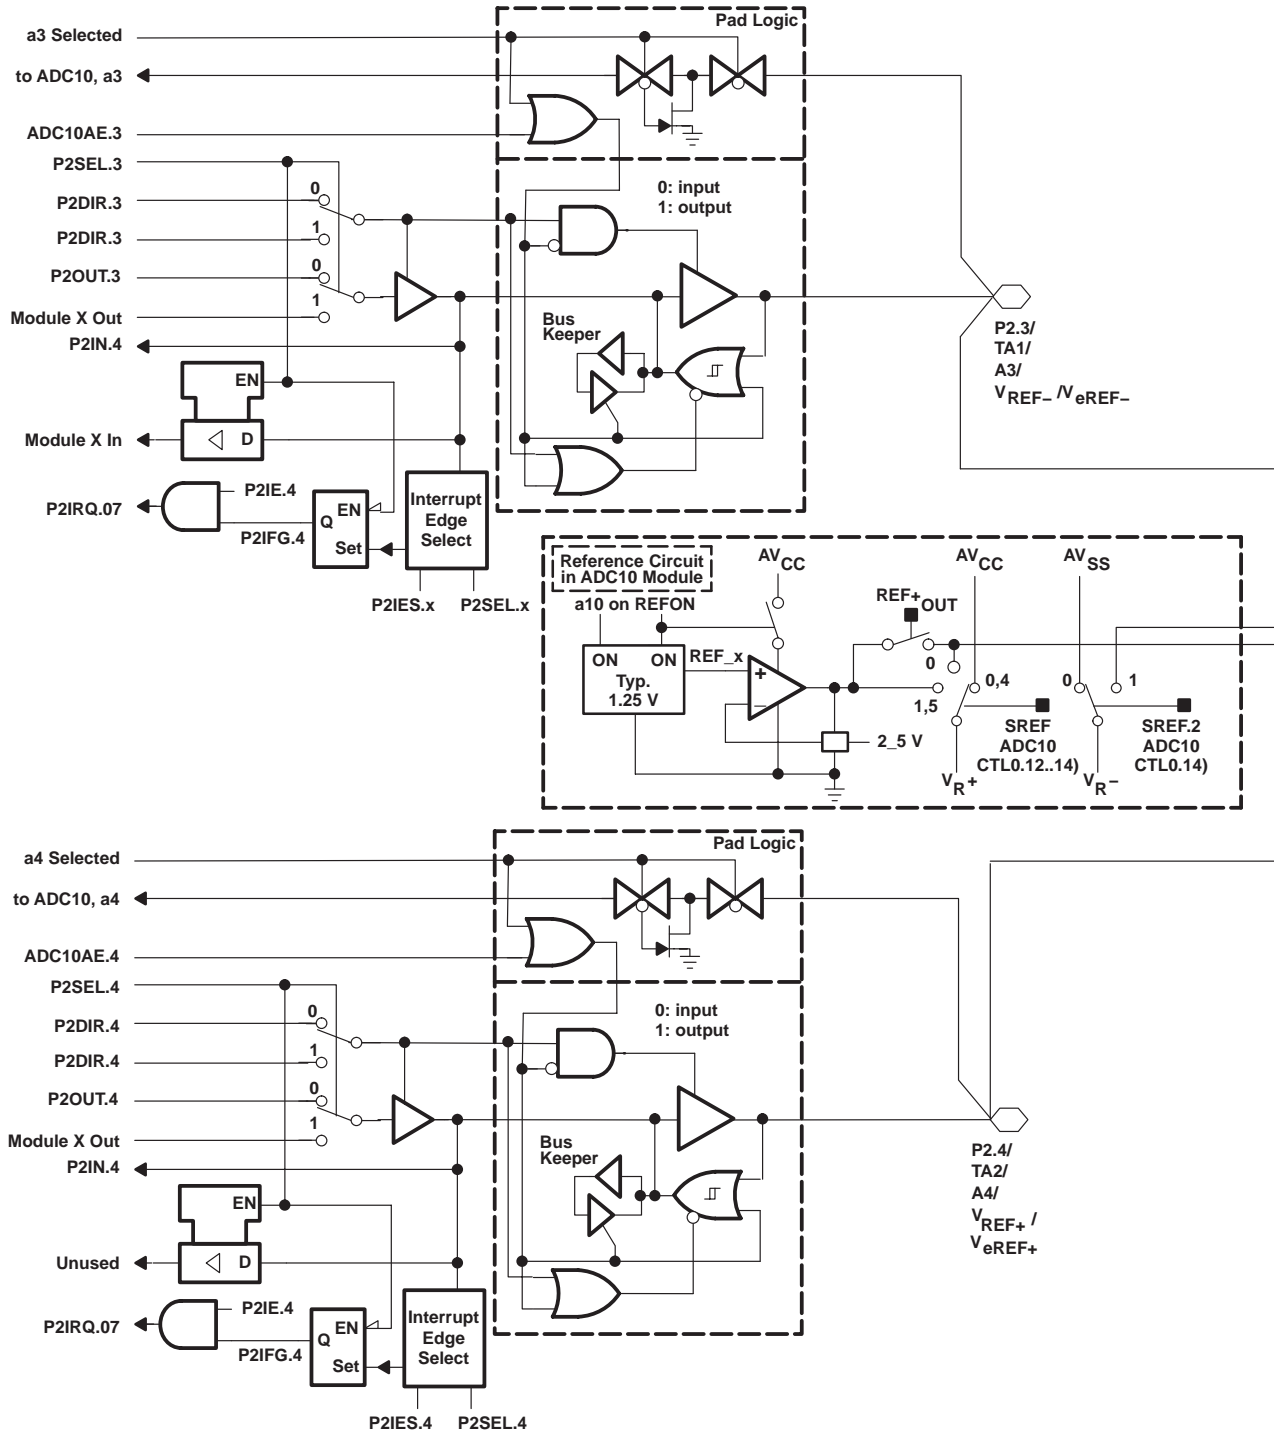 Pad Logic
a3 Selected
to ADC10, a3
ADC10AE.3
P2SEL.3
0
P2DIR.3
1
P2DIR.3
0: input
1: output
0
P2OUT.3
1
Module X Out
P2IN.4
Bus
Keeper
EN
D
Module X In
P2IE.4
P2IRQ.07
P2IFG.4
Q
EN
Set
Interrupt
Edge
Select
P2IES.x
P2SEL.x
P2.3/
TA1/
A3/
VREF– /VeREF–
Reference Circuit
in ADC10 Module
a10 on REFON
ON
ON
Typ.
1.25 V
REF_x
AVCC
+
–
2_5 V
REF+
OUT
0
1,5
AVCC
0,4
SREF
ADC10
CTL0.12..14)
VR+
AVSS
0
1
SREF.2
ADC10
CTL0.14)
VR–
Pad Logic
a4 Selected
to ADC10, a4
ADC10AE.4
P2SEL.4
0
P2DIR.4
1
P2DIR.4
0: input
1: output
0
P2OUT.4
1
Module X Out
P2IN.4
Bus
Keeper
EN
D
Unused
P2IE.4
P2IRQ.07
P2IFG.4
Q
EN
Set
Interrupt
Edge
Select
P2IES.4
P2SEL.4
P2.4/
TA2/
A4/
VREF+ /
VeREF+